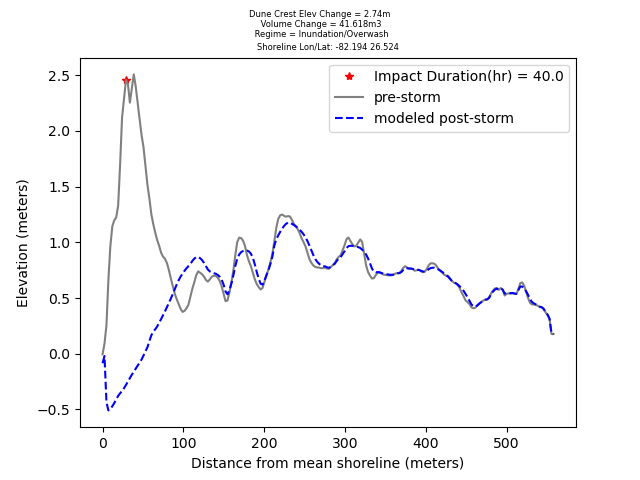 Dune Crest Elev Change = 2.74m
Volume Change = 41.618m3
Regime = Inundation/Overwash
Shoreline Lon/Lat: -82.194 26.524
Impact Duration(hr) = 40.0
pre-storm
modeled post-storm
2.5
2.0
1.5
1.0
0.5
0.0
−0.5
Elevation (meters)
0 100 200 300 400 500
Distance from mean shoreline (meters)